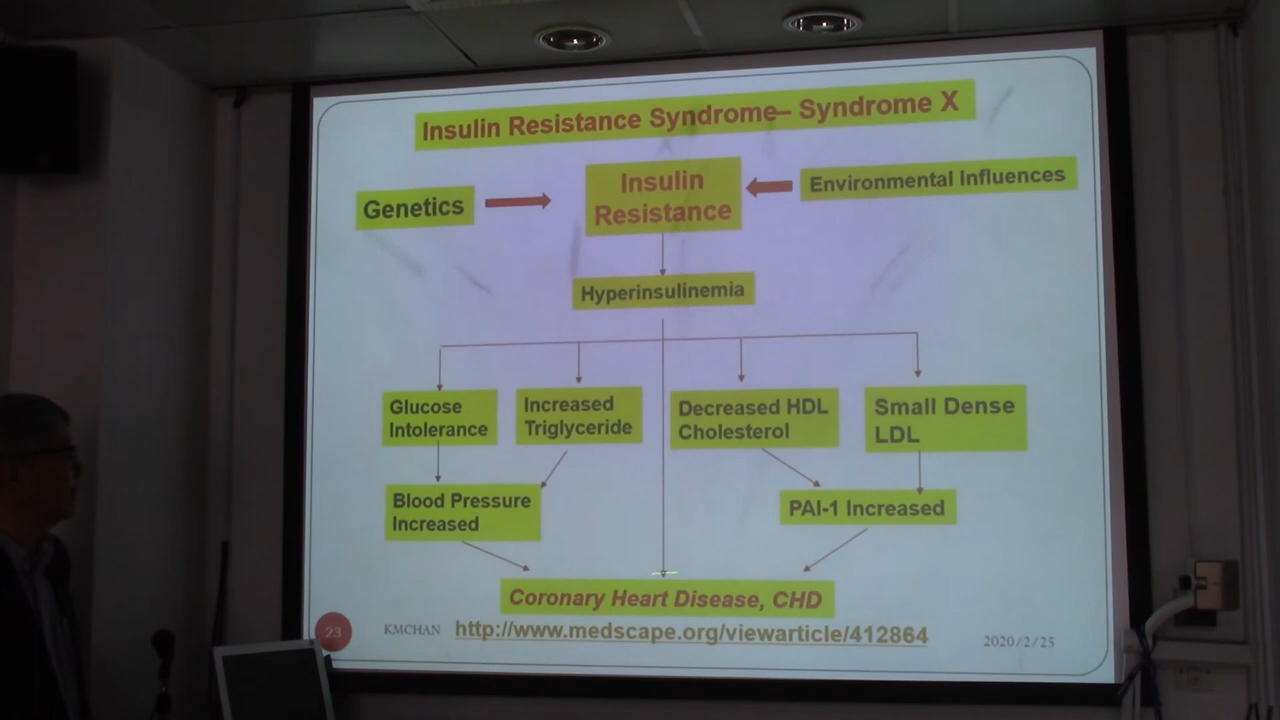 Insulin Resistance Syndrome– Syndrome X
Genetics
Insulin
Resistance
Environmental Influences
Hyperinsulinemia
Glucose
Intolerance
Increased
Triglyceride
Decreased HDL
Cholesterol
Small Dense
LDL
Blood Pressure
Increased
PAI-1 Increased
Coronary Heart Disease, CHD
23
KMCHAN
http://www.medscape.org/viewarticle/412864
2020/2/25